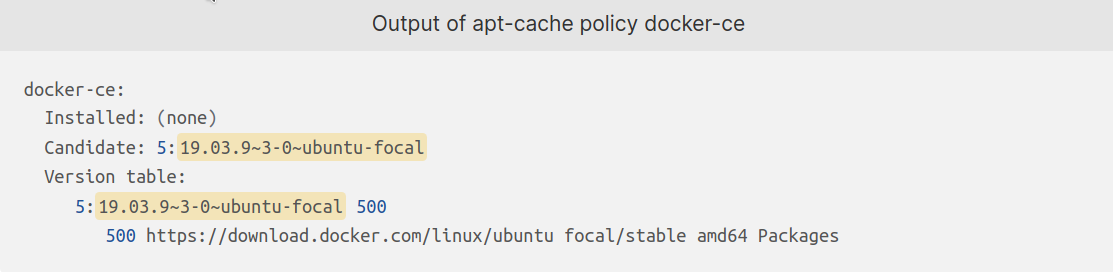 Output of apt-cache policy docker-ce
docker-ce:
Installed: (none)
Candidate: 5:19.03.9~3-0~ubuntu-focal
Version table:
5:19.03.9~3-0~ubuntu-focal 500
500 https://download.docker.com/linux/ubuntu focal/stable amd64 Packages